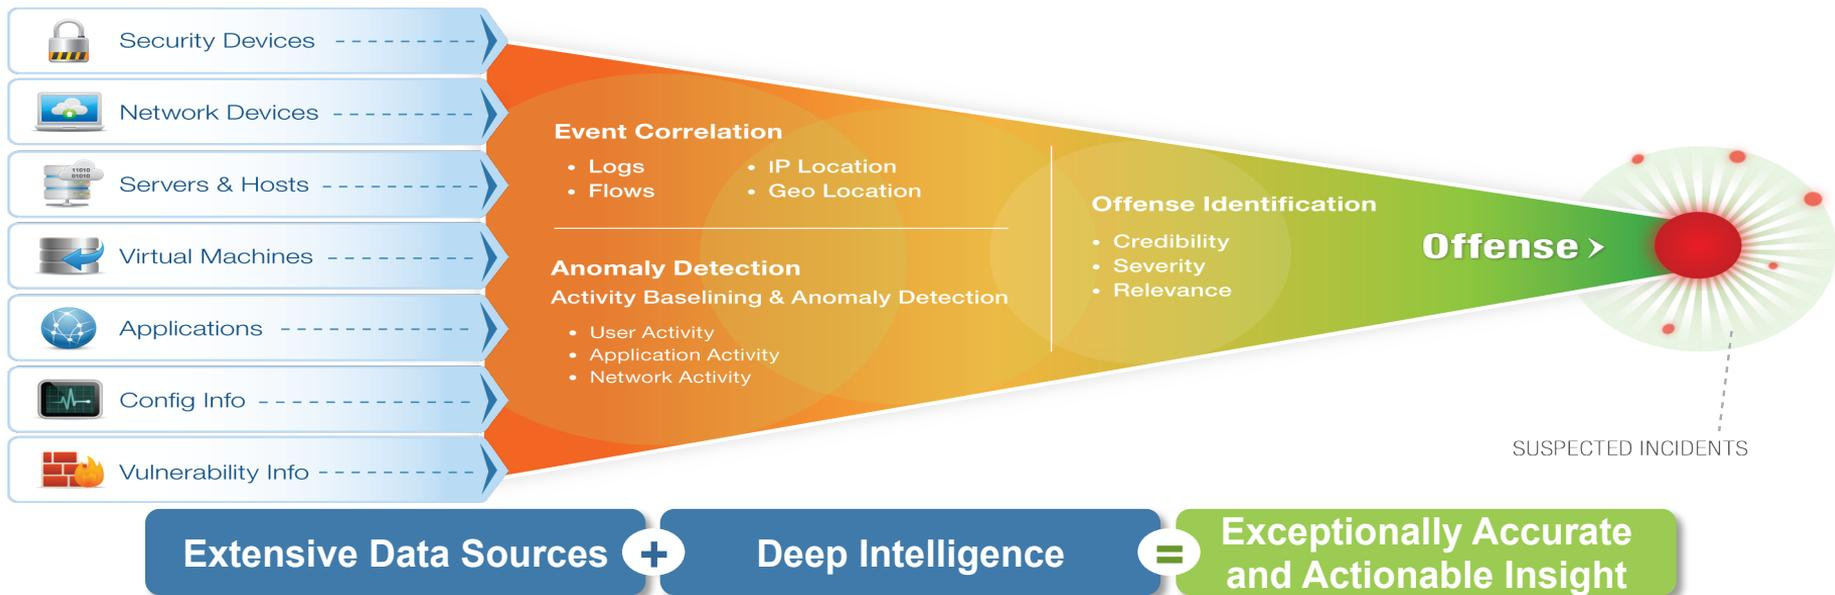 Security Devices
Network Devices
Servers & Hosts
Virtual Machines
Applications
Config Info
Vulnerability Info
Event Correlation
• Logs
• Flows
• IP Location
• Geo Location
Anomaly Detection
Activity Baselining & Anomaly Detection
• User Activity
• Application Activity
• Network Activity
Offense Identification
• Credibility
• Severity
• Relevance
Offense
SUSPECTED INCIDENTS
Extensive Data Sources
+
Deep Intelligence
=
Exceptionally Accurate
and Actionable Insight